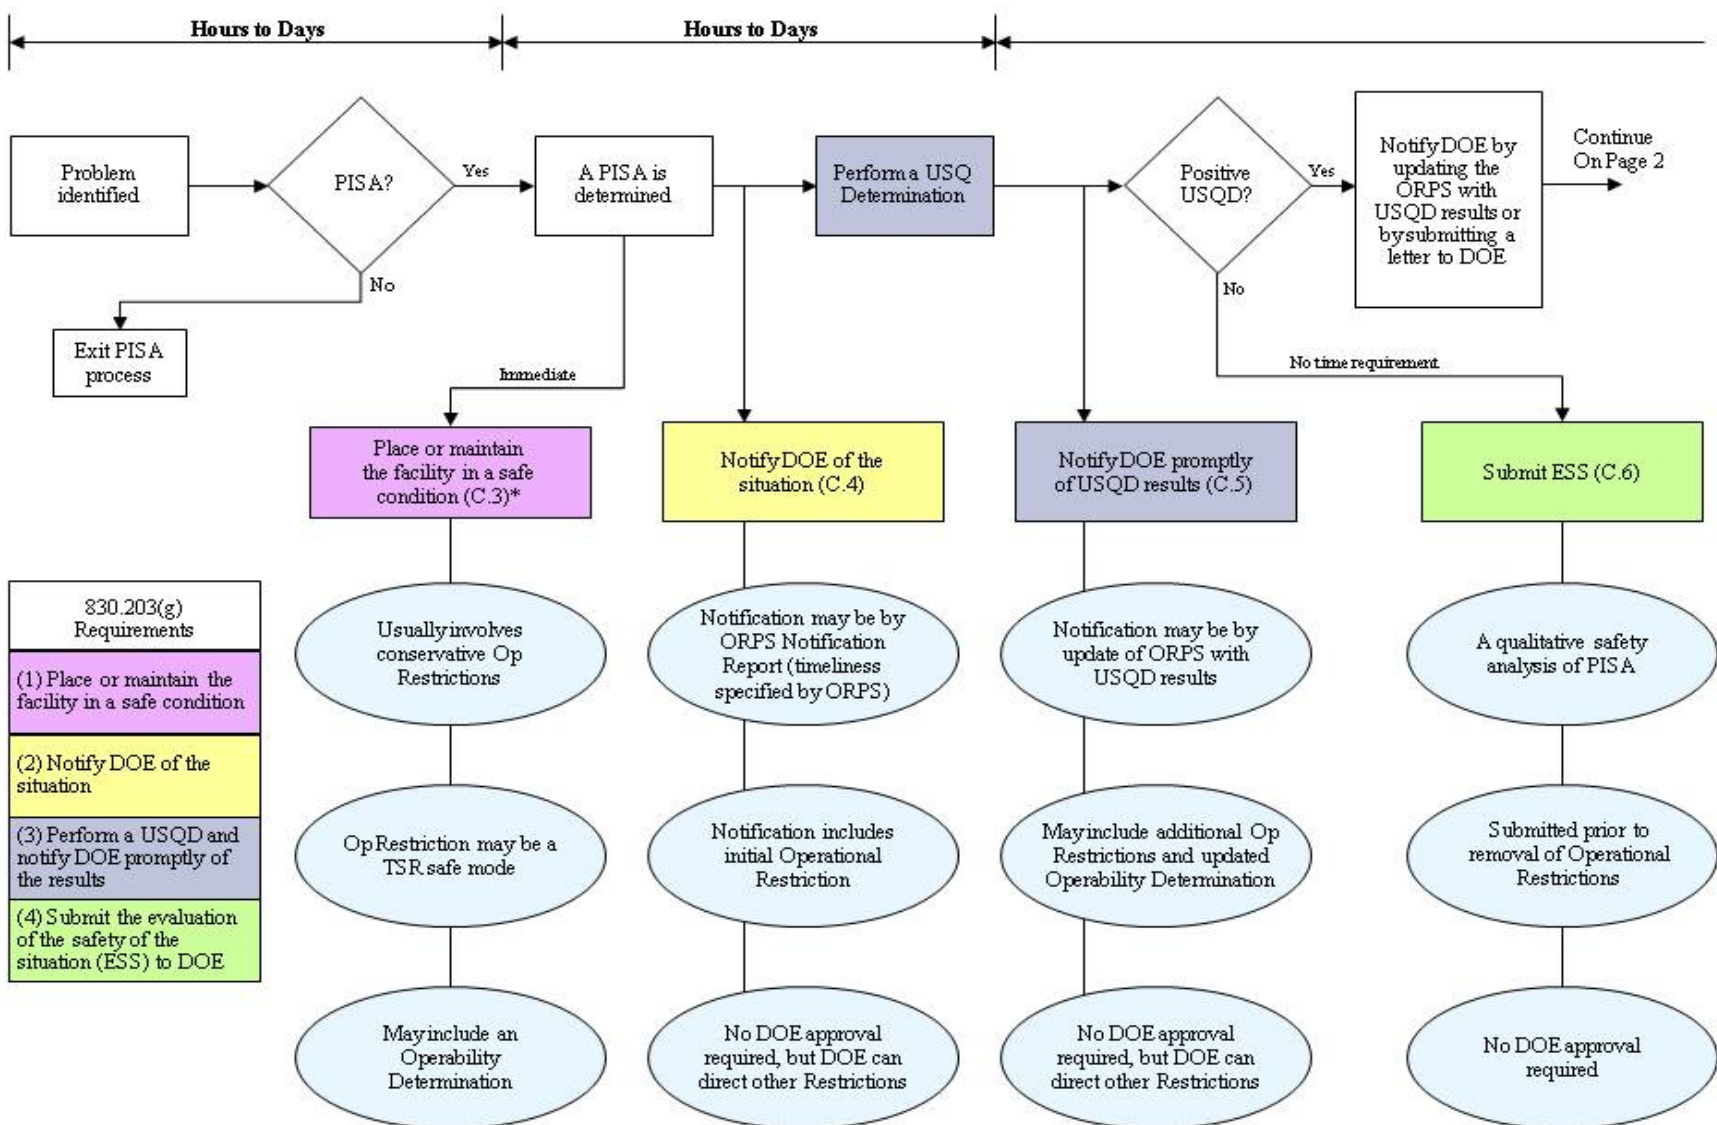 Hours to Days
Hours to Days
Problem
identified
PISA?
Yes
No
Exit PISA
process
A PISA is
determined
Immediate
Perform a USQ
Determination
Positive
USQD?
Yes
No
No time requirement
Notify DOE by
updating the
ORPS with
USQD results or
by submitting a
letter to DOE
Continue
On Page 2
Place or maintain
the facility in a safe
condition (C.3)*
Notify DOE of the
situation (C.4)
Notify DOE promptly
of USQD results (C.5)
Submit ESS (C.6)
830.203(g)
Requirements
(1) Place or maintain the
facility in a safe condition
(2) Notify DOE of the
situation
(3) Perform a USQD and
notify DOE promptly of
the results
(4) Submit the evaluation
of the safety of the
situation (ESS) to DOE
Usually involves
conservative Op
Restrictions
Op Restriction may be a
TSR safe mode
May include an
Operability
Determination
Notification may be by
ORPS Notification
Report (timeliness
specified by ORPS)
Notification includes
initial Operational
Restriction
No DOE approval
required, but DOE can
direct other Restrictions
Notification may be by
update of ORPS with
USQD results
May include additional Op
Restrictions and updated
Operability Determination
No DOE approval
required, but DOE can
direct other Restrictions
A qualitative safety
analysis of PISA
Submitted prior to
removal of Operational
Restrictions
No DOE approval
required